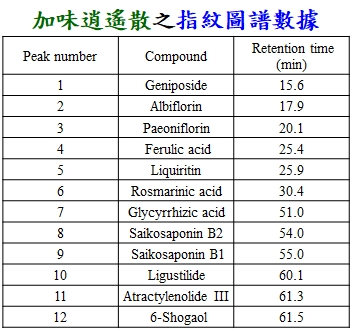 加味逍遙散之指紋圖譜數據
Peak number Compound Retention time (min)
1 Geniposide 15.6
2 Albiflorin 17.9
3 Paeoniflorin 20.1
4 Ferulic acid 25.4
5 Liquiritin 25.9
6 Rosmarinic acid 30.4
7 Glycyrrhizic acid 51.0
8 Saikosaponin B2 54.0
9 Saikosaponin B1 55.0
10 Ligustilide 60.1
11 Atractylenolide III 61.3
12 6-Shogaol 61.5